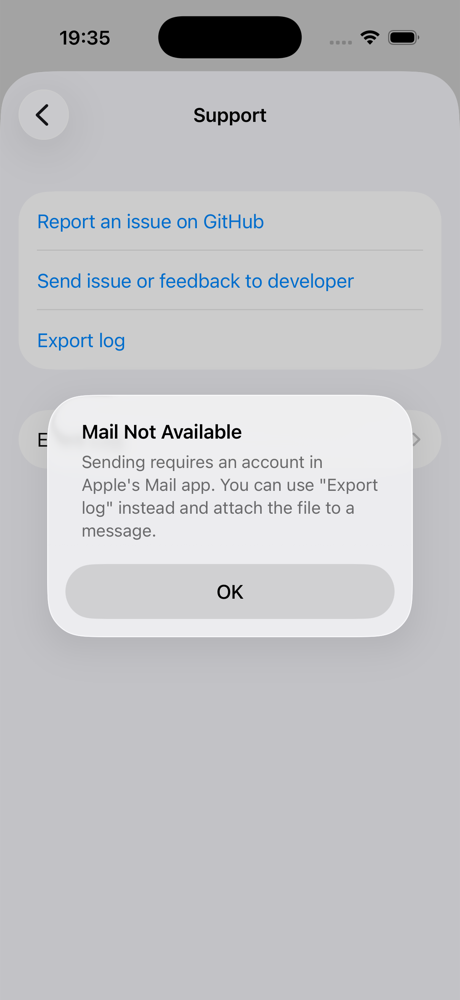 19:35
Support
Report an issue on GitHub
Send issue or feedback to developer
Export log
Mail Not Available
Sending requires an account in
Apple's Mail app. You can use "Export
log" instead and attach the file to a
message.
OK